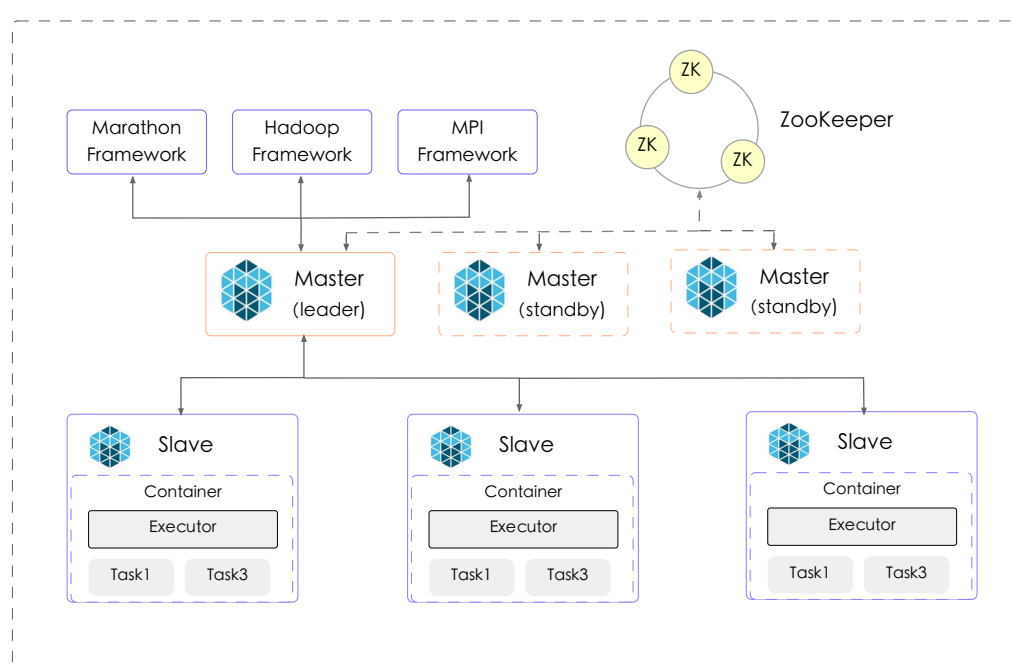 ZK
ZooKeeper
ZK
ZK
Marathon
Framework
Hadoop
Framework
MPI
Framework
Master
(leader)
Master
(standby)
Master
(standby)
Slave
Container
Executor
Task1
Task3
Slave
Container
Executor
Task1
Task3
Slave
Container
Executor
Task1
Task3